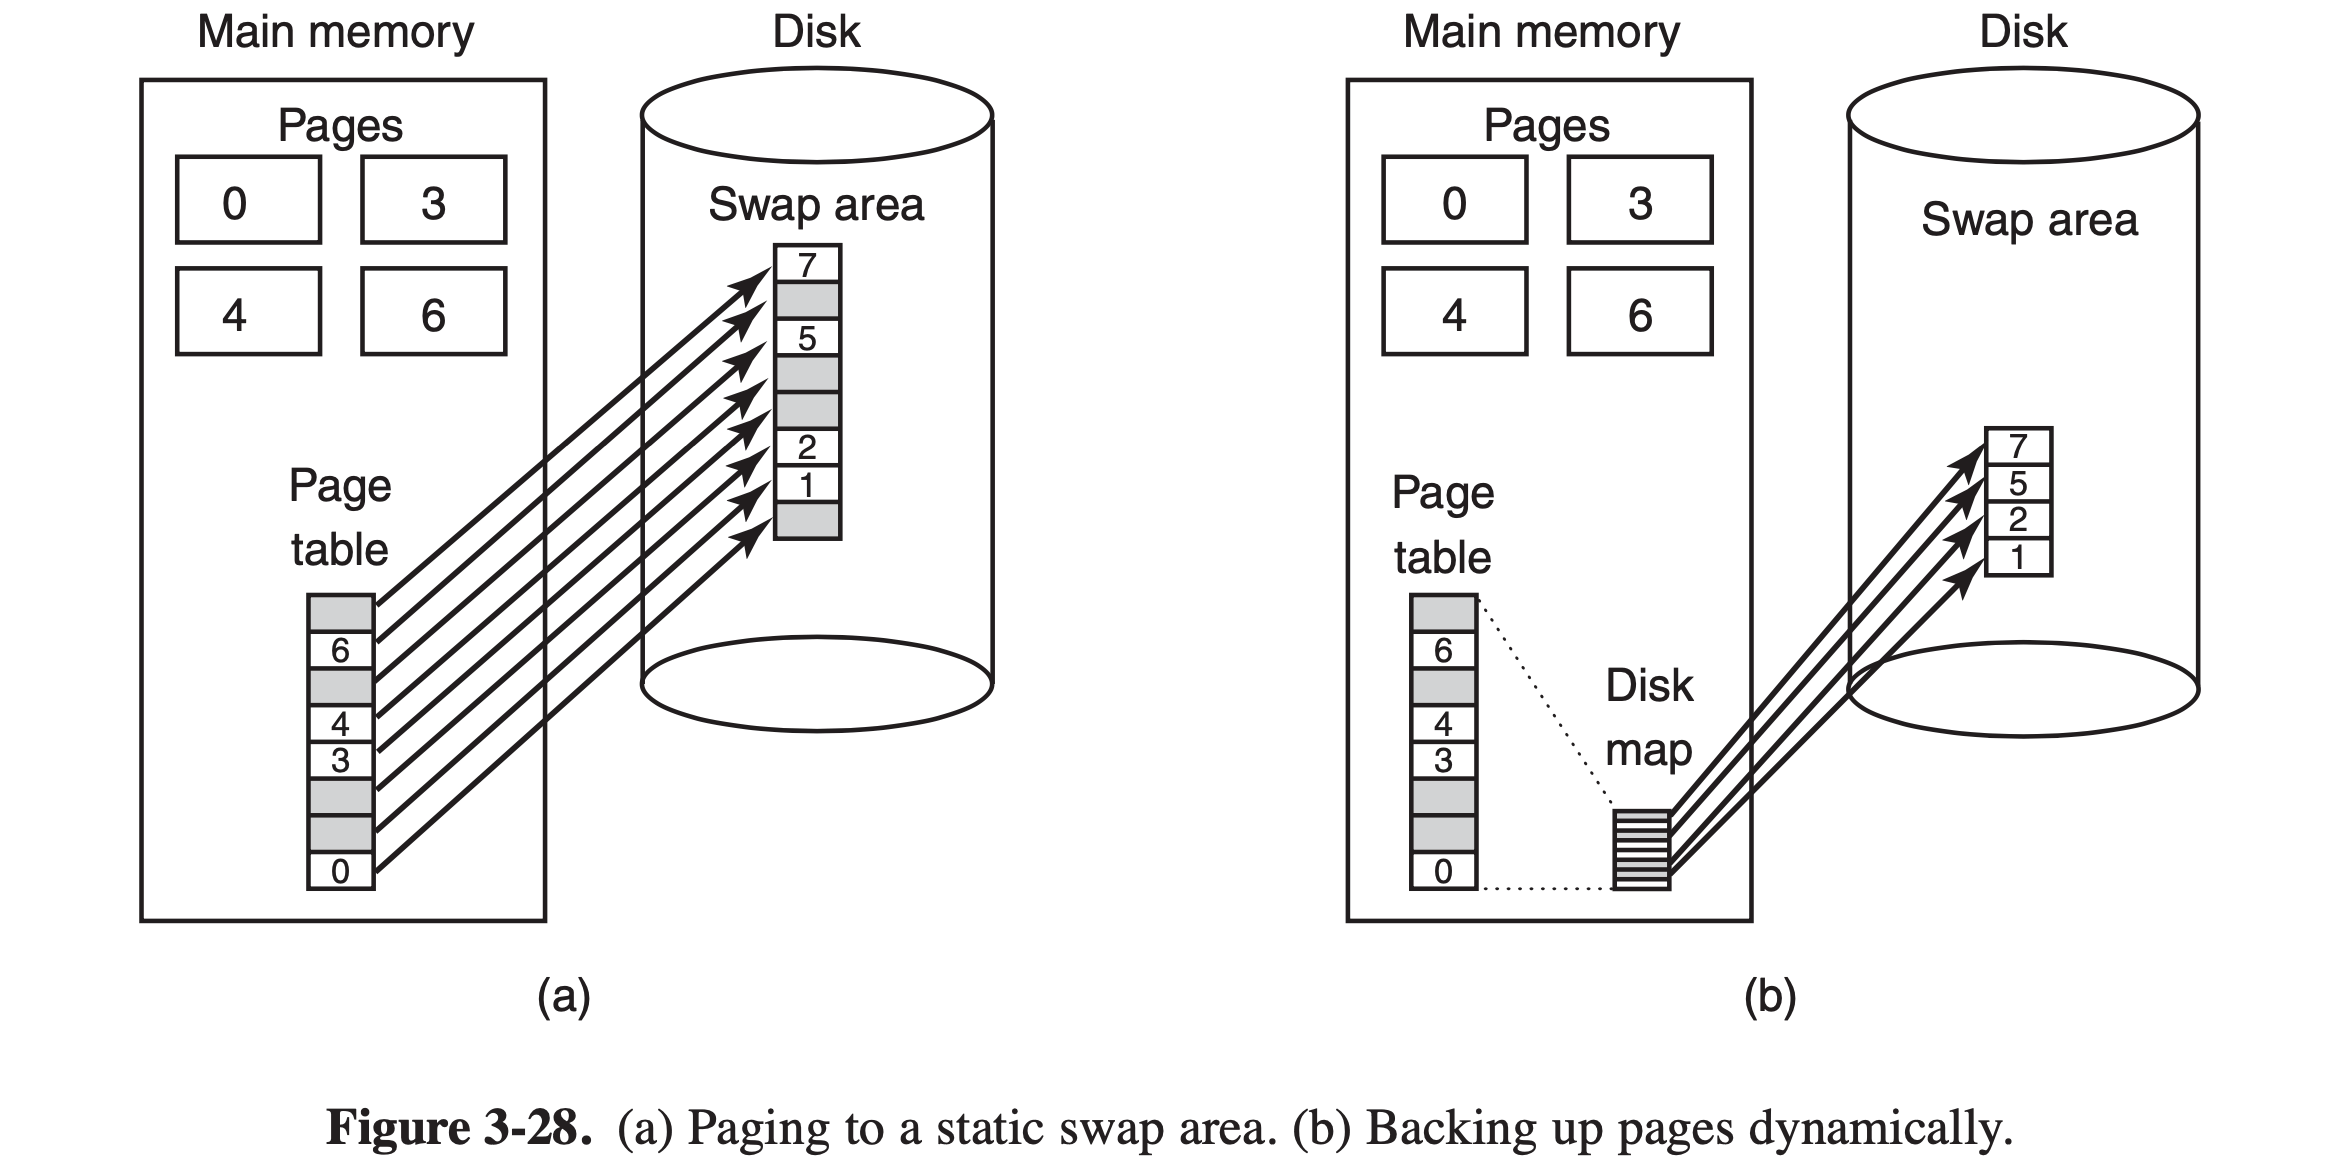 Main memory
Disk
Pages
0 3
4 6
Swap area
7
5
2
1
Page
table
6
4
3
0
(a)
Main memory
Disk
Pages
0 3
4 6
Swap area
7
5
2
1
Page
table
6
4
3
0
Disk
map
(b)
Figure 3-28. (a) Paging to a static swap area. (b) Backing up pages dynamically.